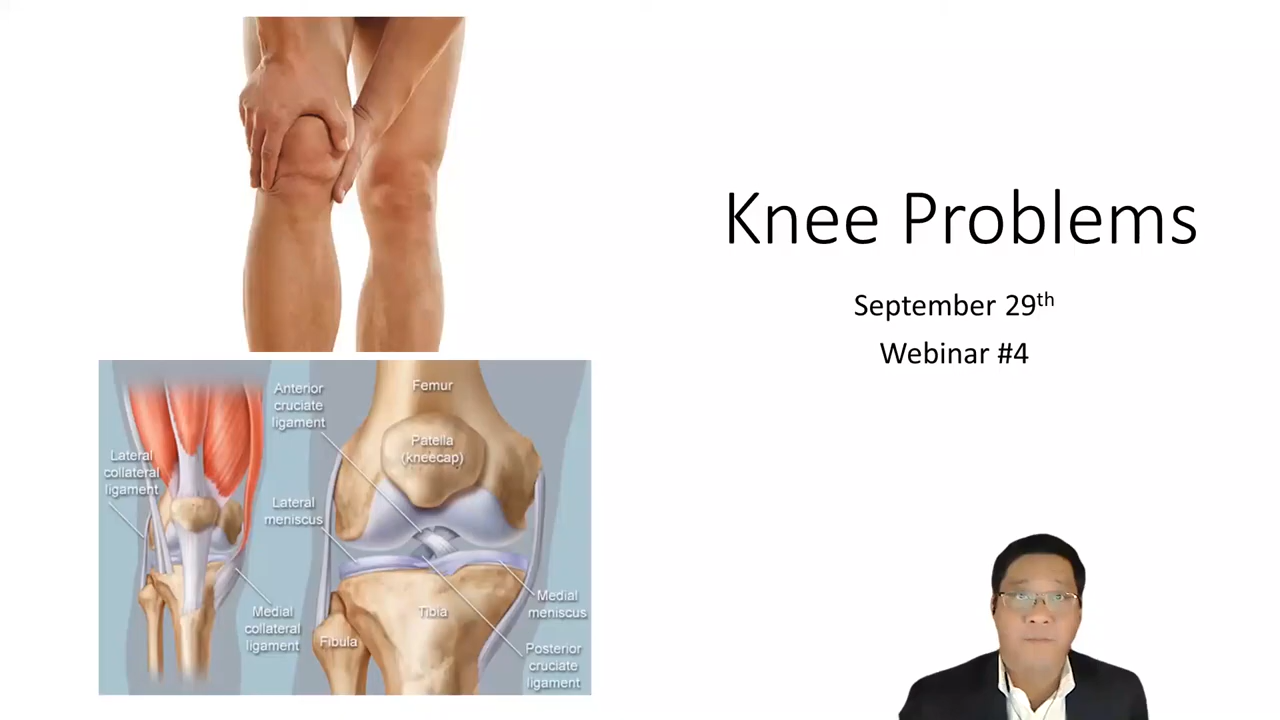 Knee Problems
September 29th
Webinar #4
Anterior
cruciate
ligament
Femur
Patella
(kneecap)
Lateral
collateral
ligament
Lateral
meniscus
Medial
collateral
ligament
Tibia
Fibula
Medial
meniscus
Posterior
cruciate
ligament